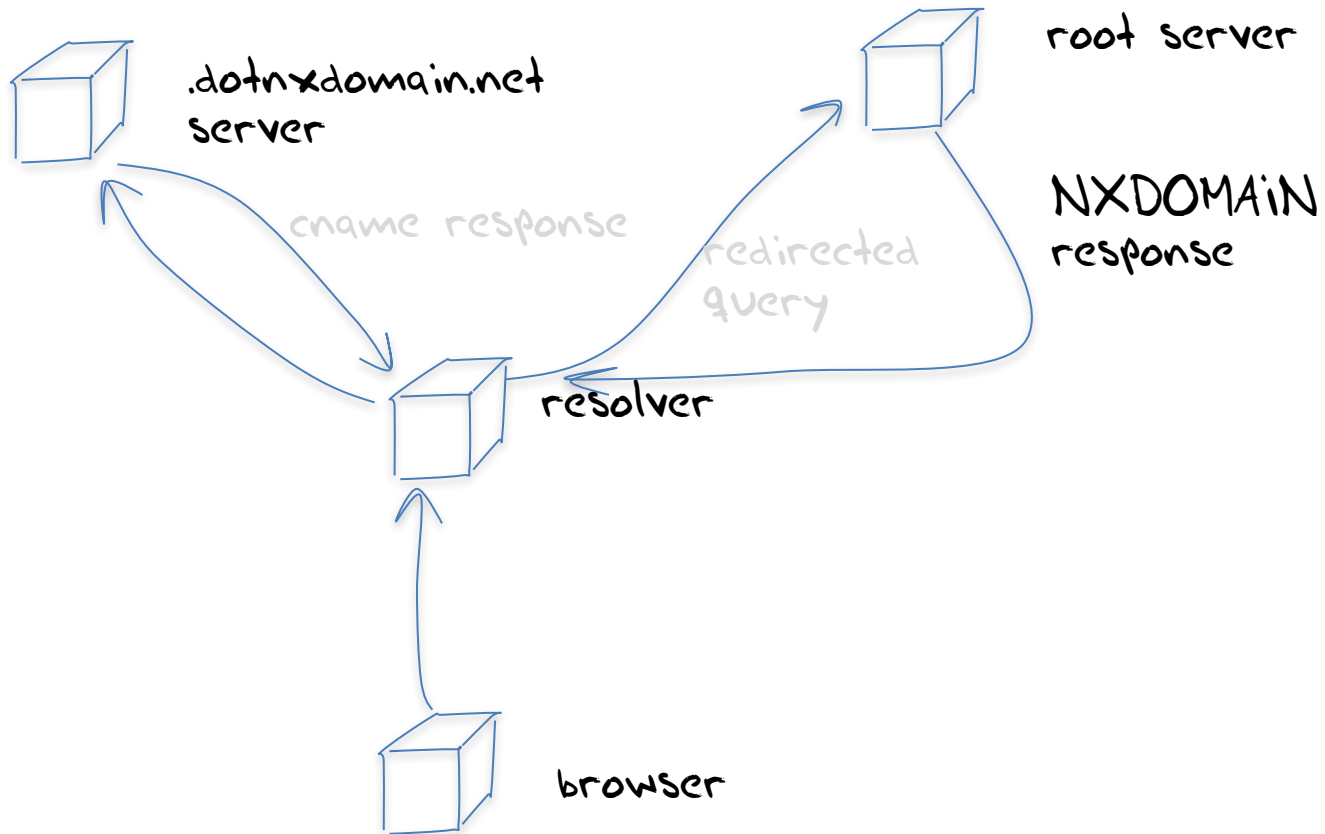 root server
.dotnxdomain.net
server
NXDOMAiN
response
cname response
redirected
query
resolver
browser